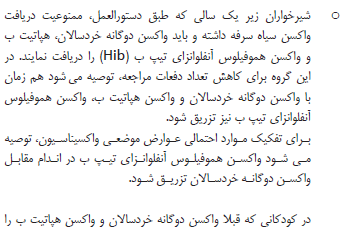 ○ شیرخواران زیر یک سالی که طبق دستورالعمل، ممنوعیت دریافت
واکسن سیاه سرفه داشته و باید واکسن دوگانه خردسالان، هپاتیت ب
و واکسن هموفیلوس آنفلوانزای تیپ ب (Hib) را دریافت نمایند. در
این گروه برای کاهش تعداد دفعات مراجعه، توصیه می شود هم زمان
با واکسن دوگانه خردسالان و واکسن هپاتیت ب، واکسن هموفیلوس
آنفلوانزای تیپ ب نیز تزریق شود.
برای تفکیک موارد احتمالی عوارض موضعی واکسیناسیون، توصیه
می شود واکسن هموفیلوس آنفلوانزای تیپ ب در اندام مقابل
واکسن دوگانه خردسالان تزریق شود.
در کودکانی که قبلا واکسن دوگانه خردسالان و واکسن هپاتیت ب را